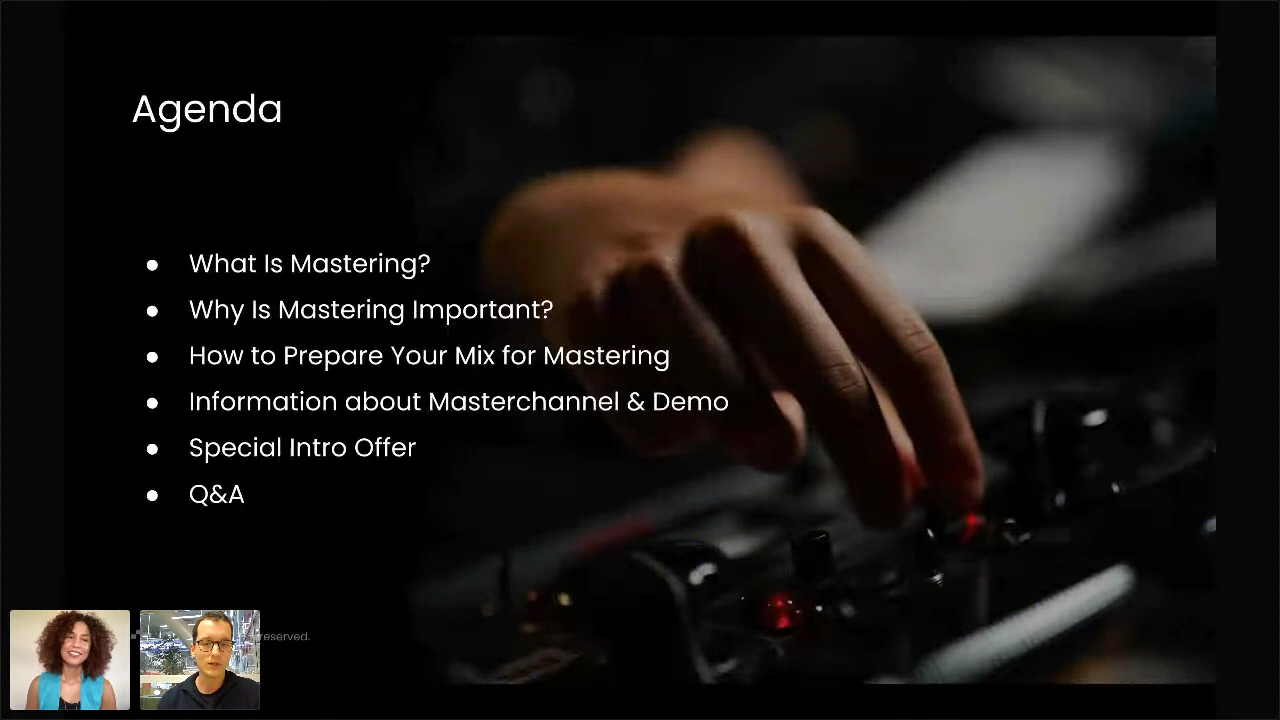 Agenda
● What Is Mastering?
● Why Is Mastering Important?
● How to Prepare Your Mix for Mastering
● Information about Masterchannel & Demo
● Special Intro Offer
● Q&A
reserved.